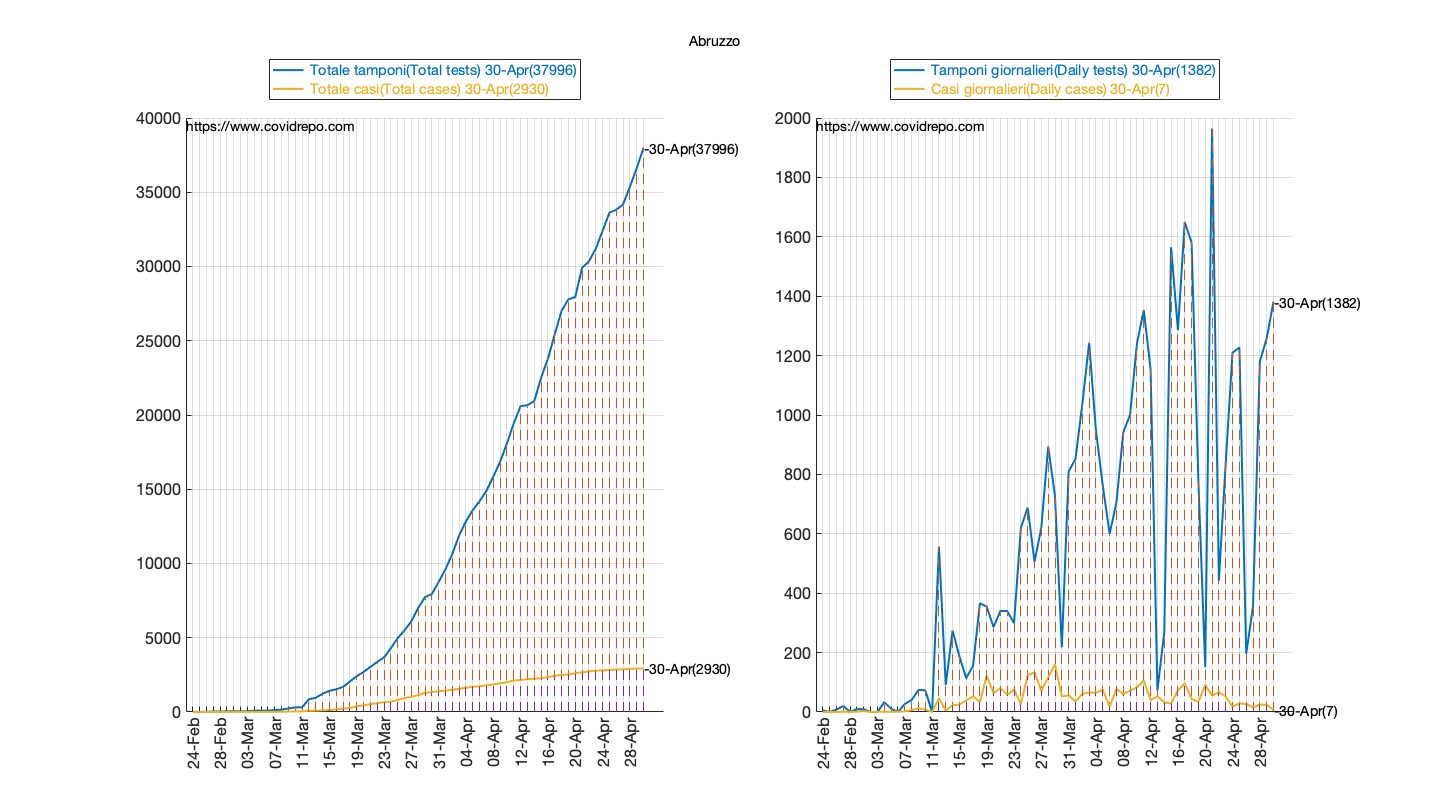 Abruzzo
Totale tamponi(Total tests) 30-Apr(37996)
Totale casi(Total cases) 30-Apr(2930)
40000
35000
30000
25000
20000
15000
10000
5000
0
https://www.covidrepo.com
-30-Apr(37996)
-30-Apr(2930)
24-Feb
28-Feb
03-Mar
07-Mar
11-Mar
15-Mar
19-Mar
23-Mar
27-Mar
31-Mar
04-Apr
08-Apr
12-Apr
16-Apr
20-Apr
24-Apr
28-Apr
Tamponi giornalieri(Daily tests) 30-Apr(1382)
Casi giornalieri(Daily cases) 30-Apr(7)
2000
1800
1600
1400
1200
1000
800
600
400
200
0
https://www.covidrepo.com
-30-Apr(1382)
-30-Apr(7)
24-Feb
28-Feb
03-Mar
07-Mar
11-Mar
15-Mar
19-Mar
23-Mar
27-Mar
31-Mar
04-Apr
08-Apr
12-Apr
16-Apr
20-Apr
24-Apr
28-Apr